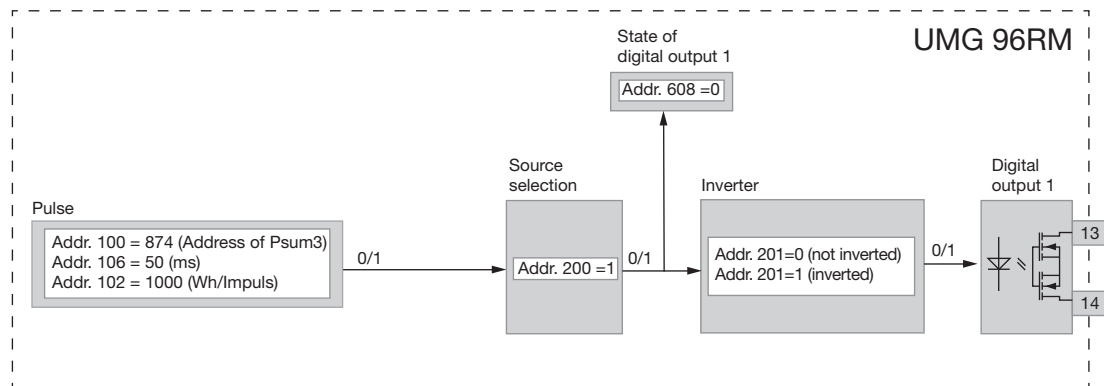 UMG 96RM
State of
digital output 1
Addr. 608 =0
Source
selection
Addr. 200 =1
Inverter
Addr. 201=0 (not inverted)
Addr. 201=1 (inverted)
Digital
output 1
Pulse
Addr. 100 = 874 (Address of Psum3)
Addr. 106 = 50 (ms)
Addr. 102 = 1000 (Wh/Impuls)
0/1
0/1
0/1
13
14